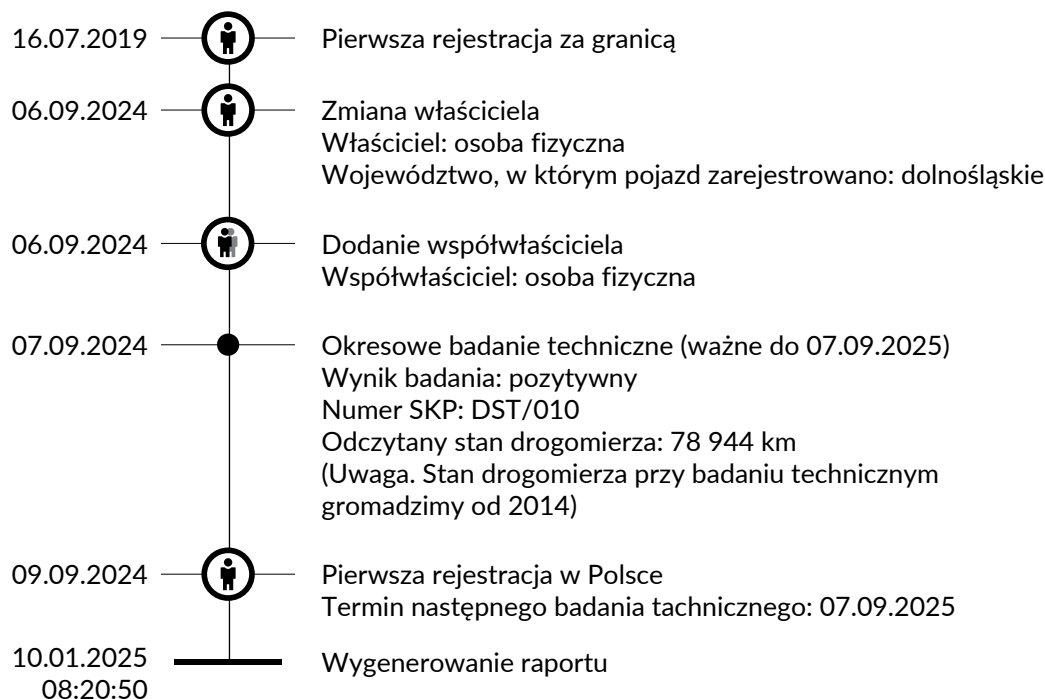 16.07.2019 Pierwsza rejestracja za granicą
06.09.2024 Zmiana właściciela
Właściciel: osoba fizyczna
Województwo, w którym pojazd zarejestrowano: dolnośląskie
06.09.2024 Dodanie współwłaściciela
Współwłaściciel: osoba fizyczna
07.09.2024 Okresowe badanie techniczne (ważne do 07.09.2025)
Wynik badania: pozytywny
Numer SKP: DST/010
Odczytany stan drogomierza: 78 944 km
(Uwaga. Stan drogomierza przy badaniu technicznym
gromadzimy od 2014)
09.09.2024 Pierwsza rejestracja w Polsce
Termin następnego badania tachnicznego: 07.09.2025
10.01.2025 Wygenerowanie raportu
08:20:50